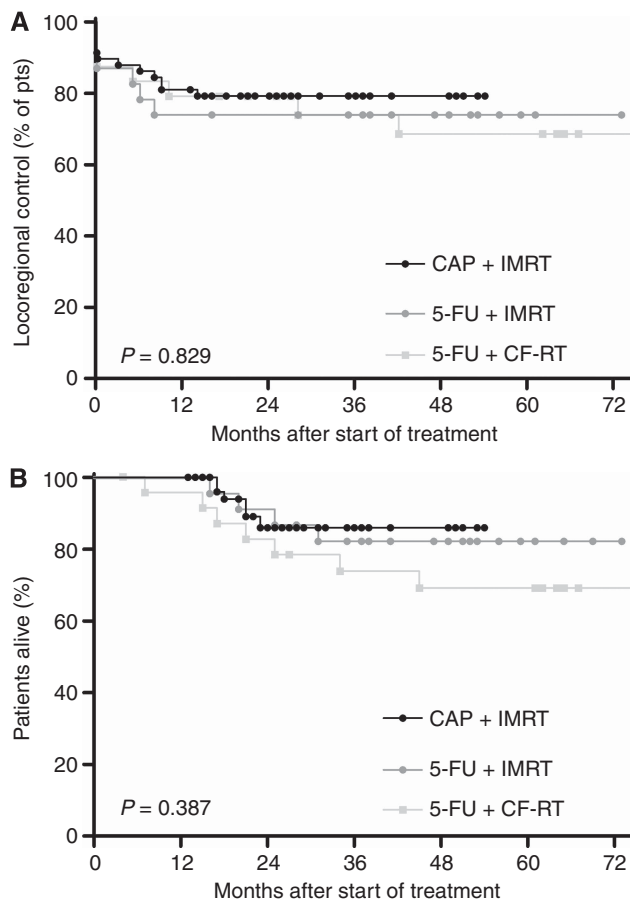 A
Locoregional control (% of pts)
100
80
60
40
20
0
CAP + IMRT
5-FU + IMRT
5-FU + CF-RT
P = 0.829
0 12 24 36 48 60 72
Months after start of treatment
B
Patients alive (%)
100
80
60
40
20
0
CAP + IMRT
5-FU + IMRT
5-FU + CF-RT
P = 0.387
0 12 24 36 48 60 72
Months after start of treatment